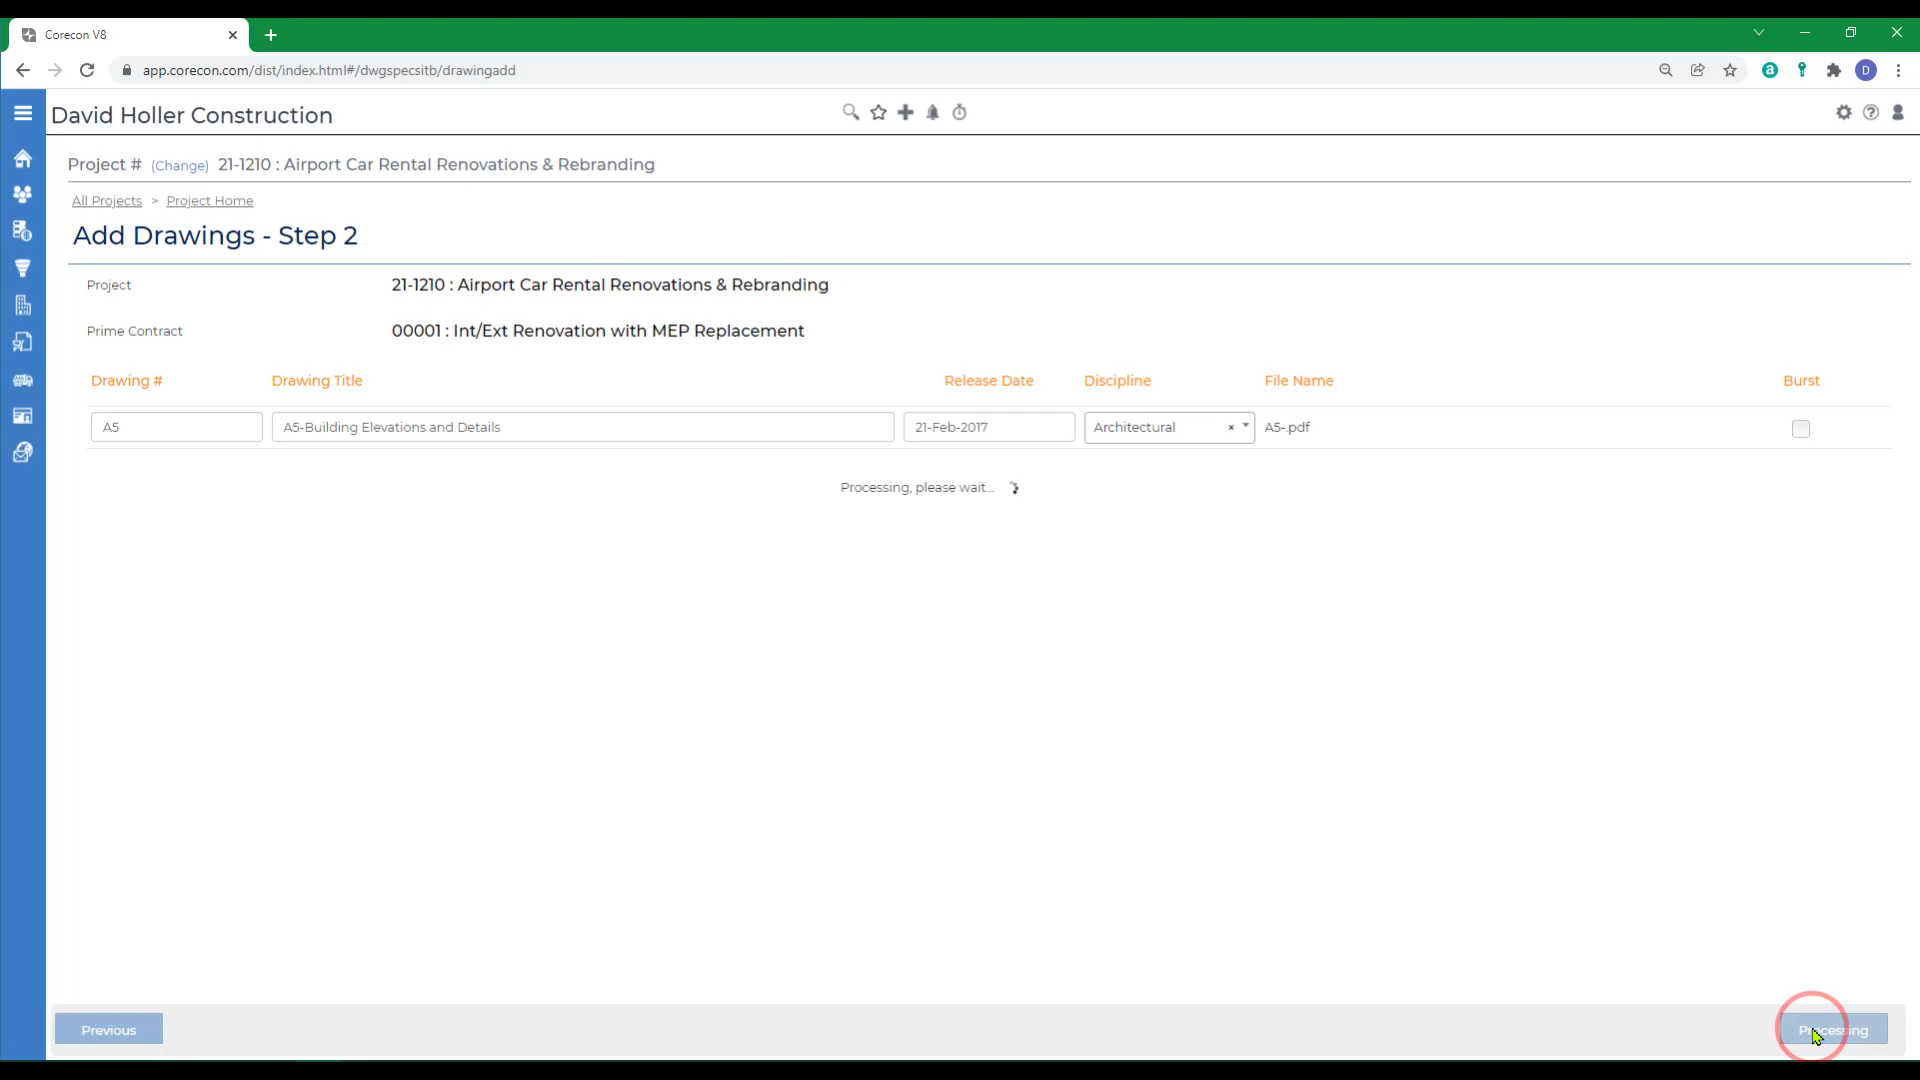 Corecon V8
app.corecon.com/dist/index.html#/dwgspecsitb/drawingadd
D
David Holler Construction
Project # (Change) 21-1210 : Airport Car Rental Renovations & Rebranding
All Projects > Project Home
Add Drawings - Step 2
Project 21-1210 : Airport Car Rental Renovations & Rebranding
Prime Contract 00001 : Int/Ext Renovation with MEP Replacement
Drawing # Drawing Title Release Date Discipline File Name Burst
A5 A5-Building Elevations and Details 21-Feb-2017 Architectural × A5-.pdf
Processing, please wait...
Previous Processing